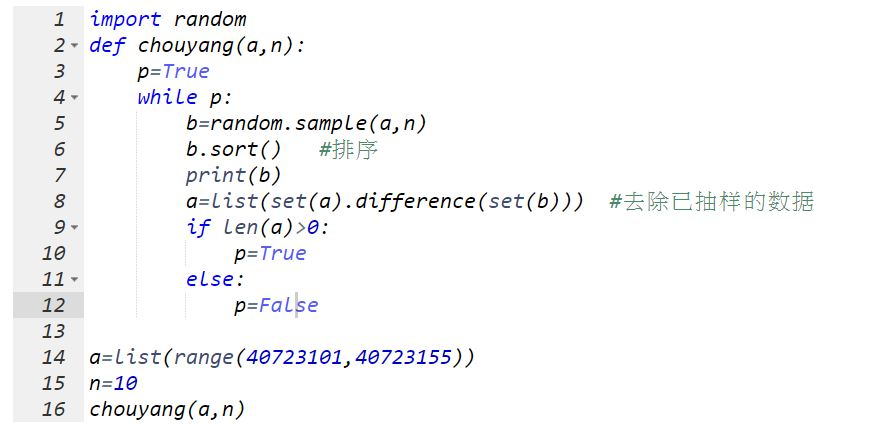 1 import random
2 def chouyang(a,n):
3     p=True
4     while p:
5         b=random.sample(a,n)
6         b.sort()   #排序
7         print(b)
8         a=list(set(a).difference(set(b)))  #去除已抽样的数据
9         if len(a)>0:
10             p=True
11         else:
12             p=False
13
14 a=list(range(40723101,40723155))
15 n=10
16 chouyang(a,n)